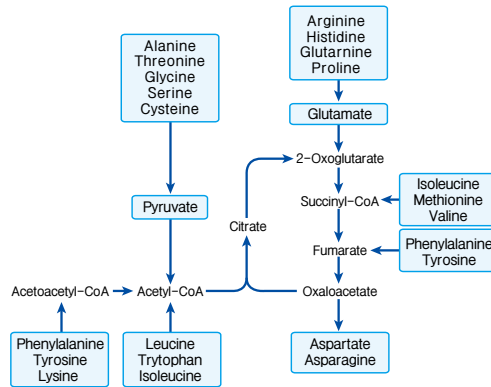 Alanine
Threonine
Glycine
Serine
Cysteine
Arginine
Histidine
Glutarnine
Proline
Glutamate
2-Oxoglutarate
Pyruvate
Succinyl-CoA
Isoleucine
Methionine
Valine
Citrate
Fumarate
Phenylalanine
Tyrosine
Acetoacetyl-CoA
Acetyl-CoA
Oxaloacetate
Phenylalanine
Tyrosine
Lysine
Leucine
Trytophan
Isoleucine
Aspartate
Asparagine